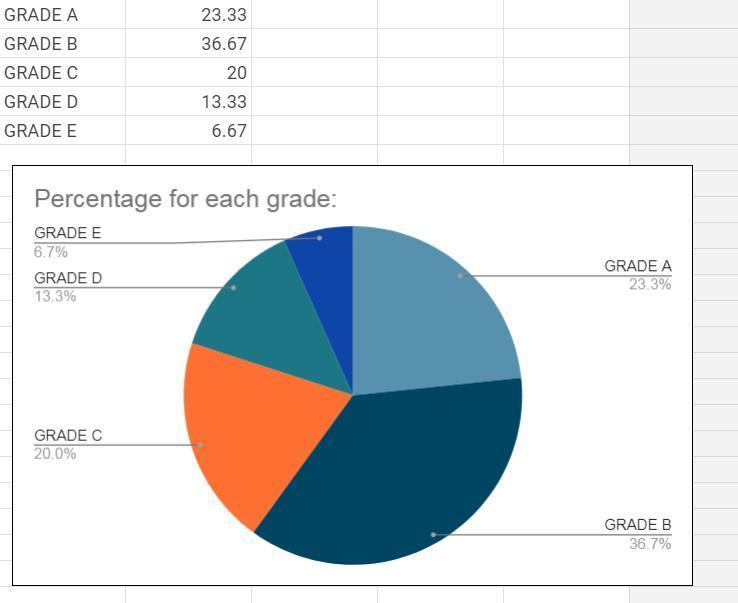 GRADE A 23.33
GRADE B 36.67
GRADE C 20
GRADE D 13.33
GRADE E 6.67
Percentage for each grade:
GRADE E
6.7%
GRADE D
13.3%
GRADE A
23.3%
GRADE C
20.0%
GRADE B
36.7%